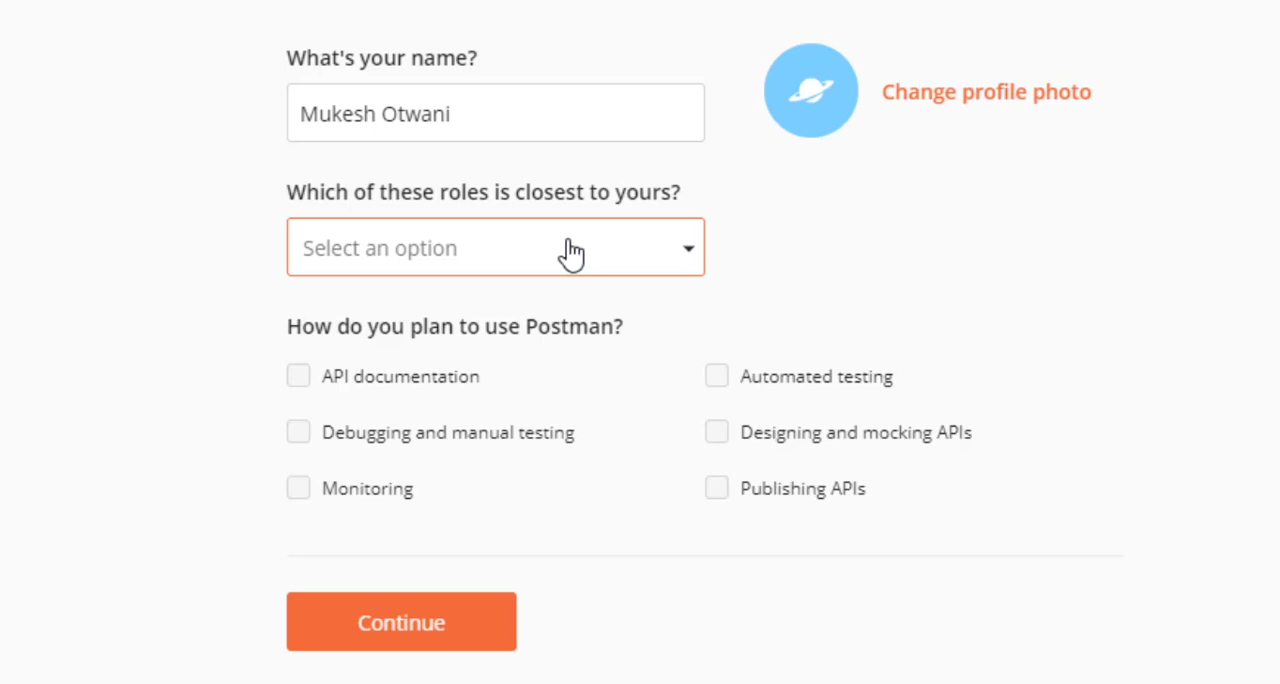 What's your name?
Mukesh Otwani
Change profile photo
Which of these roles is closest to yours?
Select an option
How do you plan to use Postman?
API documentation
Automated testing
Debugging and manual testing
Designing and mocking APIs
Monitoring
Publishing APIs
Continue